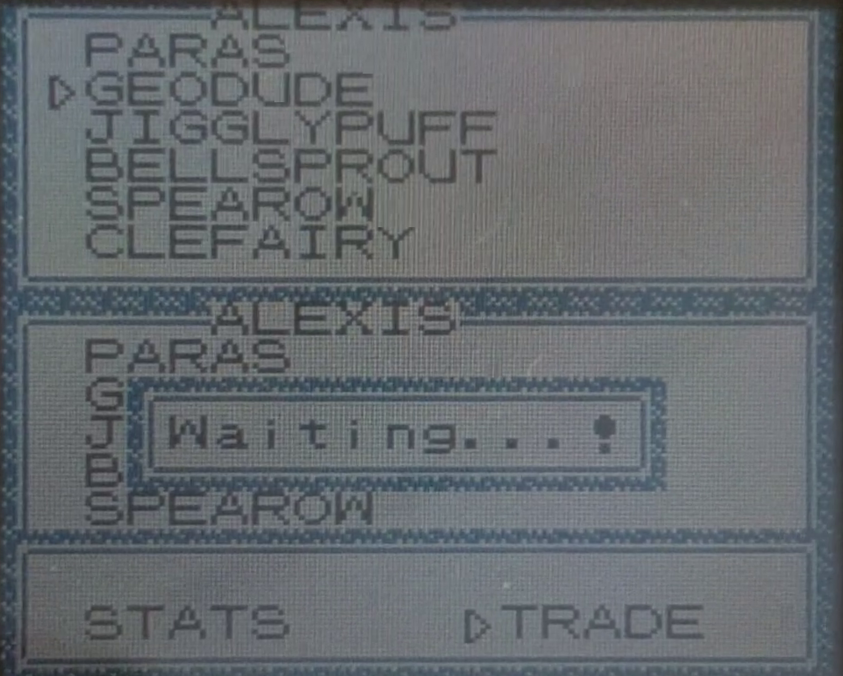 ALEXIS
PARAS
▷GEODUDE
JIGGLYPUFF
BELLSPROUT
SPEAROW
CLEFAIRY
ALEXIS
PARAS
G
J
Waiting...!
B
SPEAROW
STATS ▷TRADE